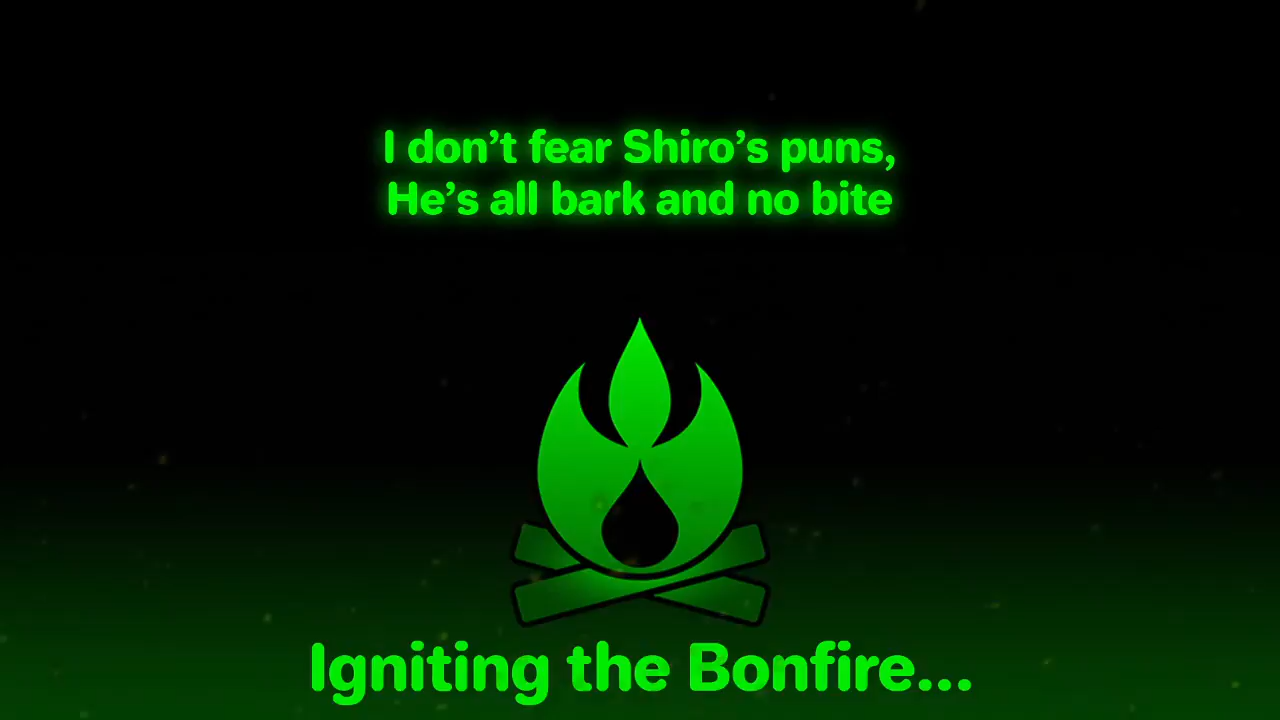 I don’t fear Shiro’s puns,
He’s all bark and no bite
Igniting the Bonfire...